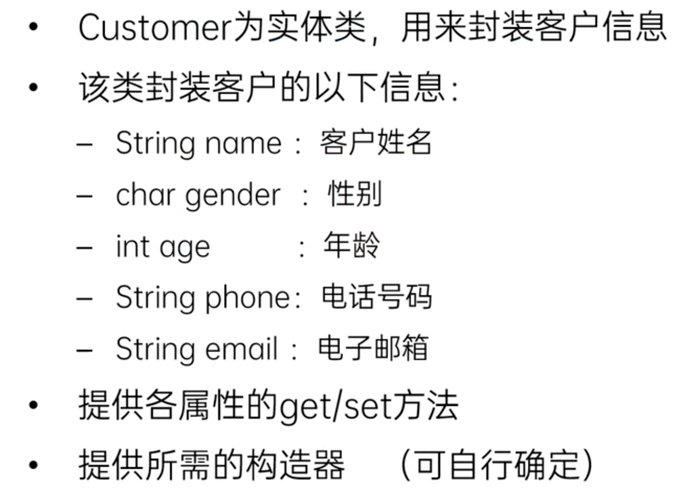 • Customer为实体类，用来封装客户信息
• 该类封装客户的以下信息：
– String name ：客户姓名
– char gender ：性别
– int age ：年龄
– String phone：电话号码
– String email ：电子邮箱
• 提供各属性的get/set方法
• 提供所需的构造器 （可自行确定）